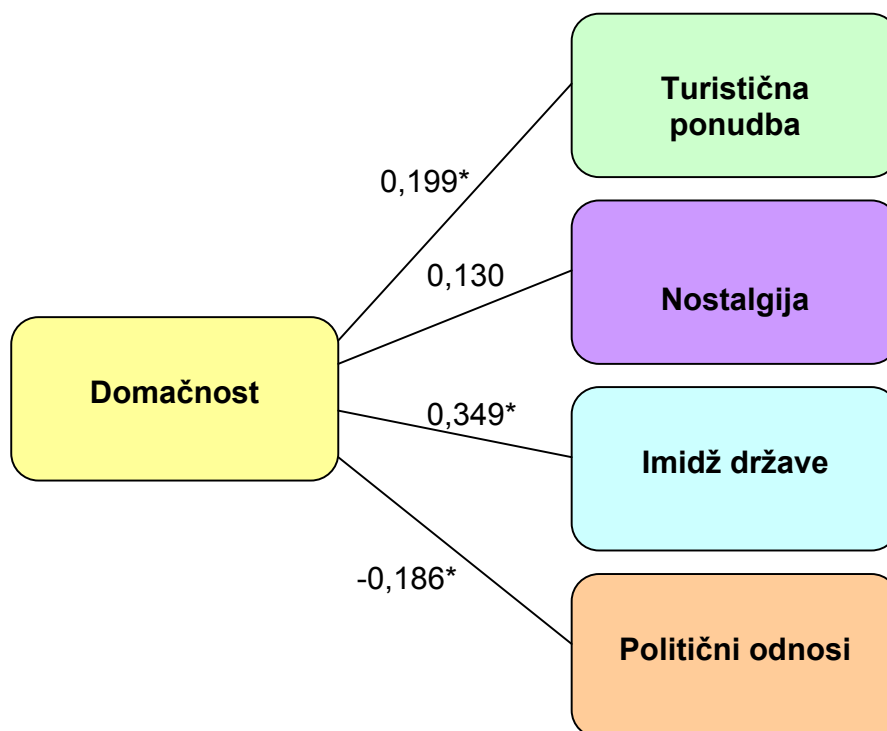 Turistična
ponudba
0,199*
0,130
Nostalgija
Domačnost
0,349*
Imidž države
-0,186*
Politični odnosi